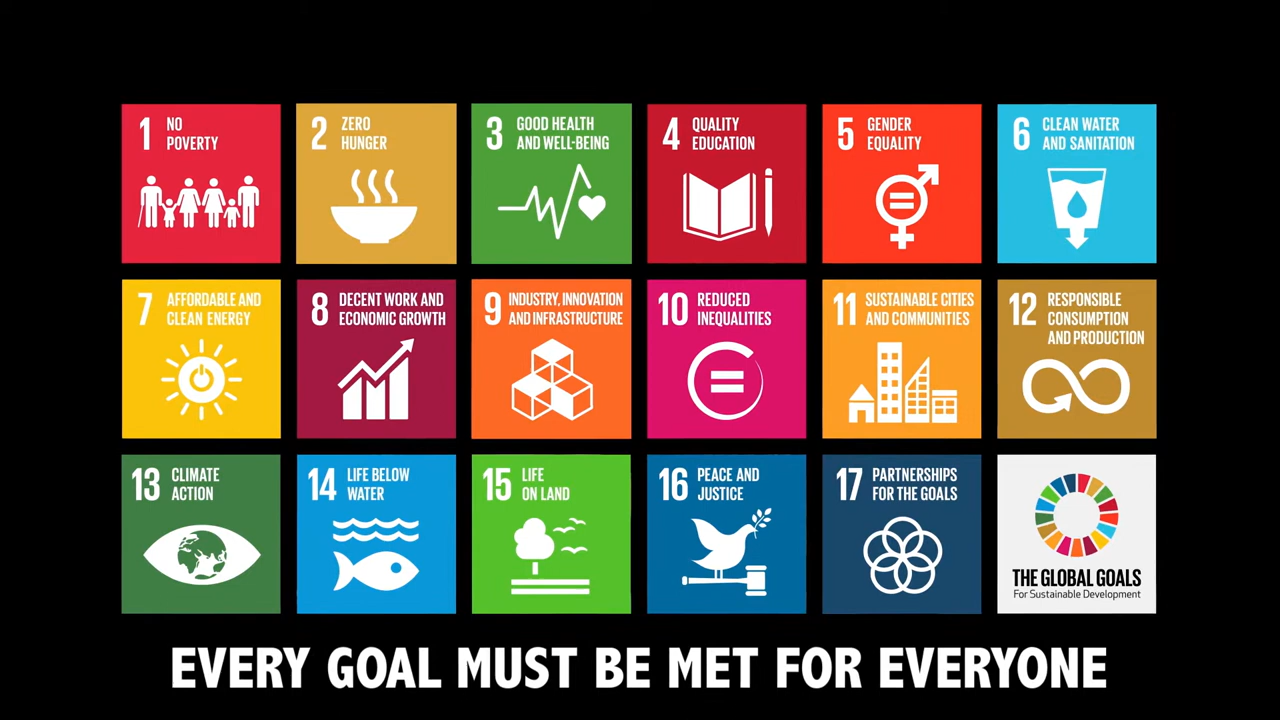 1 NO
POVERTY
2 ZERO
HUNGER
3 GOOD HEALTH
AND WELL-BEING
4 QUALITY
EDUCATION
5 GENDER
EQUALITY
6 CLEAN WATER
AND SANITATION
7 AFFORDABLE AND
CLEAN ENERGY
8 DECENT WORK AND
ECONOMIC GROWTH
9 INDUSTRY, INNOVATION
AND INFRASTRUCTURE
10 REDUCED
INEQUALITIES
11 SUSTAINABLE CITIES
AND COMMUNITIES
12 RESPONSIBLE
CONSUMPTION
AND PRODUCTION
13 CLIMATE
ACTION
14 LIFE BELOW
WATER
15 LIFE
ON LAND
16 PEACE AND
JUSTICE
17 PARTNERSHIPS
FOR THE GOALS
THE GLOBAL GOALS
For Sustainable Development
EVERY GOAL MUST BE MET FOR EVERYONE